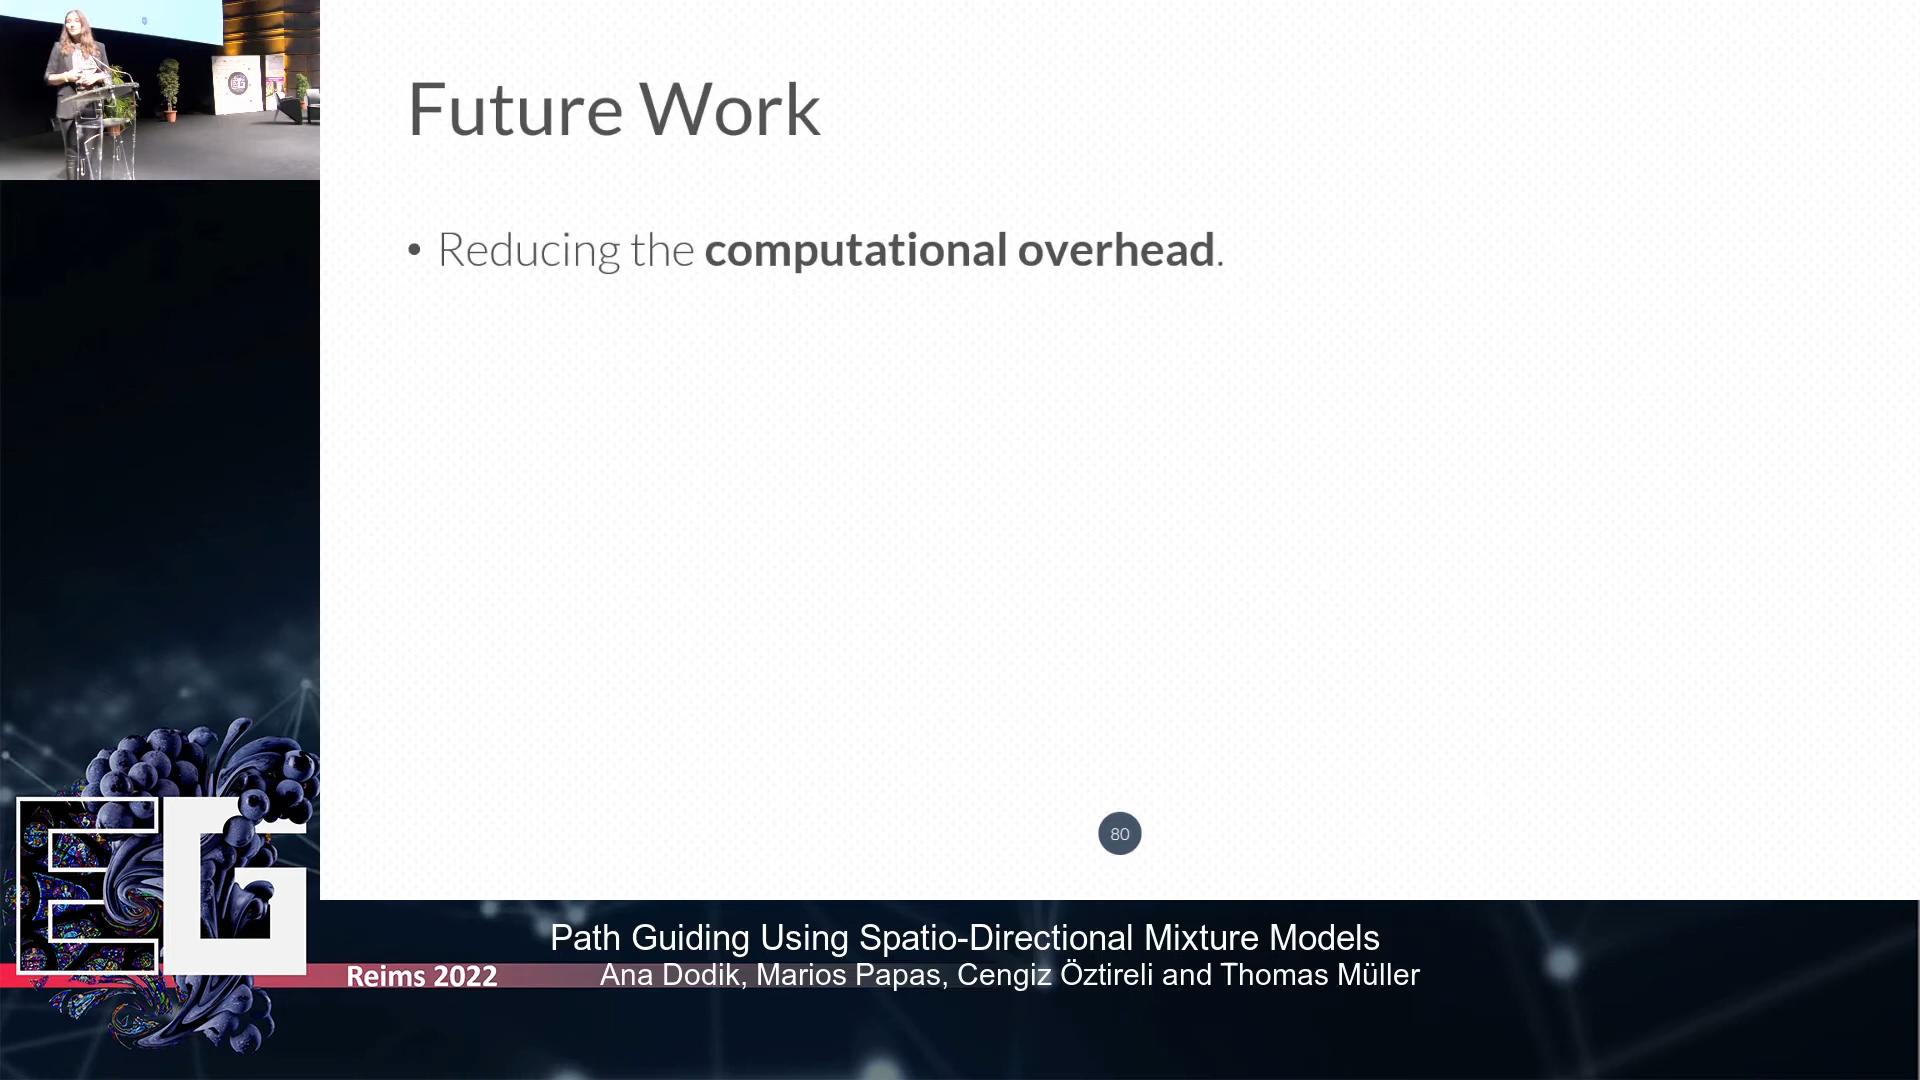 Future Work
• Reducing the computational overhead.
80
EG
Path Guiding Using Spatio-Directional Mixture Models
Reims 2022
Ana Dodik, Marios Papas, Cengiz Öztireli and Thomas Müller